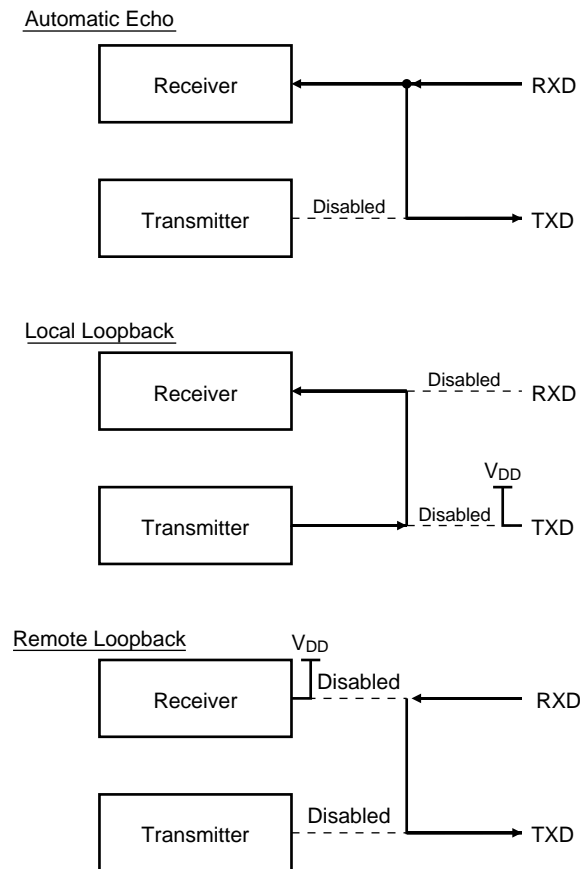 Automatic Echo
Receiver
RXD
Transmitter
Disabled
TXD
Local Loopback
Receiver
Disabled
RXD
VDD
Transmitter
Disabled
TXD
Remote Loopback
VDD
Receiver
Disabled
RXD
Transmitter
Disabled
TXD